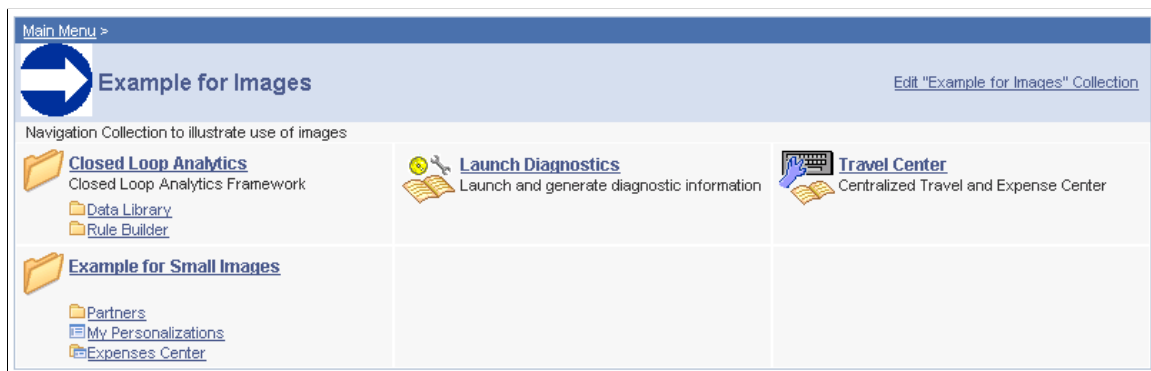 Main Menu >
Example for Images
Edit "Example for Images" Collection
Navigation Collection to illustrate use of images
Closed Loop Analytics
Closed Loop Analytics Framework
Data Library
Rule Builder
Launch Diagnostics
Launch and generate diagnostic information
Travel Center
Centralized Travel and Expense Center
Example for Small Images
Partners
My Personalizations
Expenses Center